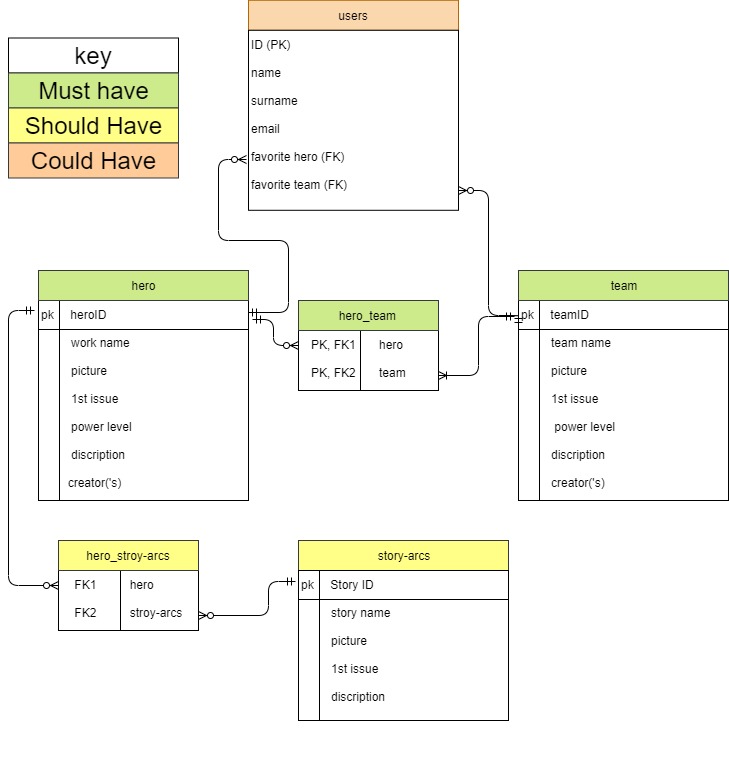 users
ID (PK)
name
surname
email
favorite hero (FK)
favorite team (FK)
key
Must have
Should Have
Could Have
hero
pk heroID
work name
picture
1st issue
power level
discription
creator('s)
hero_team
PK, FK1 hero
PK, FK2 team
team
pk teamID
team name
picture
1st issue
power level
discription
creator('s)
hero_stroy-arcs
FK1 hero
FK2 stroy-arcs
story-arcs
pk Story ID
story name
picture
1st issue
discription